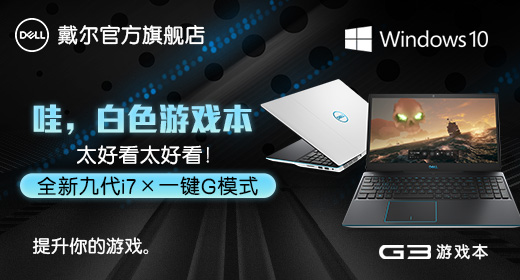 DELL 戴尔官方旗舰店
Windows 10
哇，白色游戏本
太好看太好看！
全新九代i7×一键G模式
提升你的游戏。
G3 游戏本